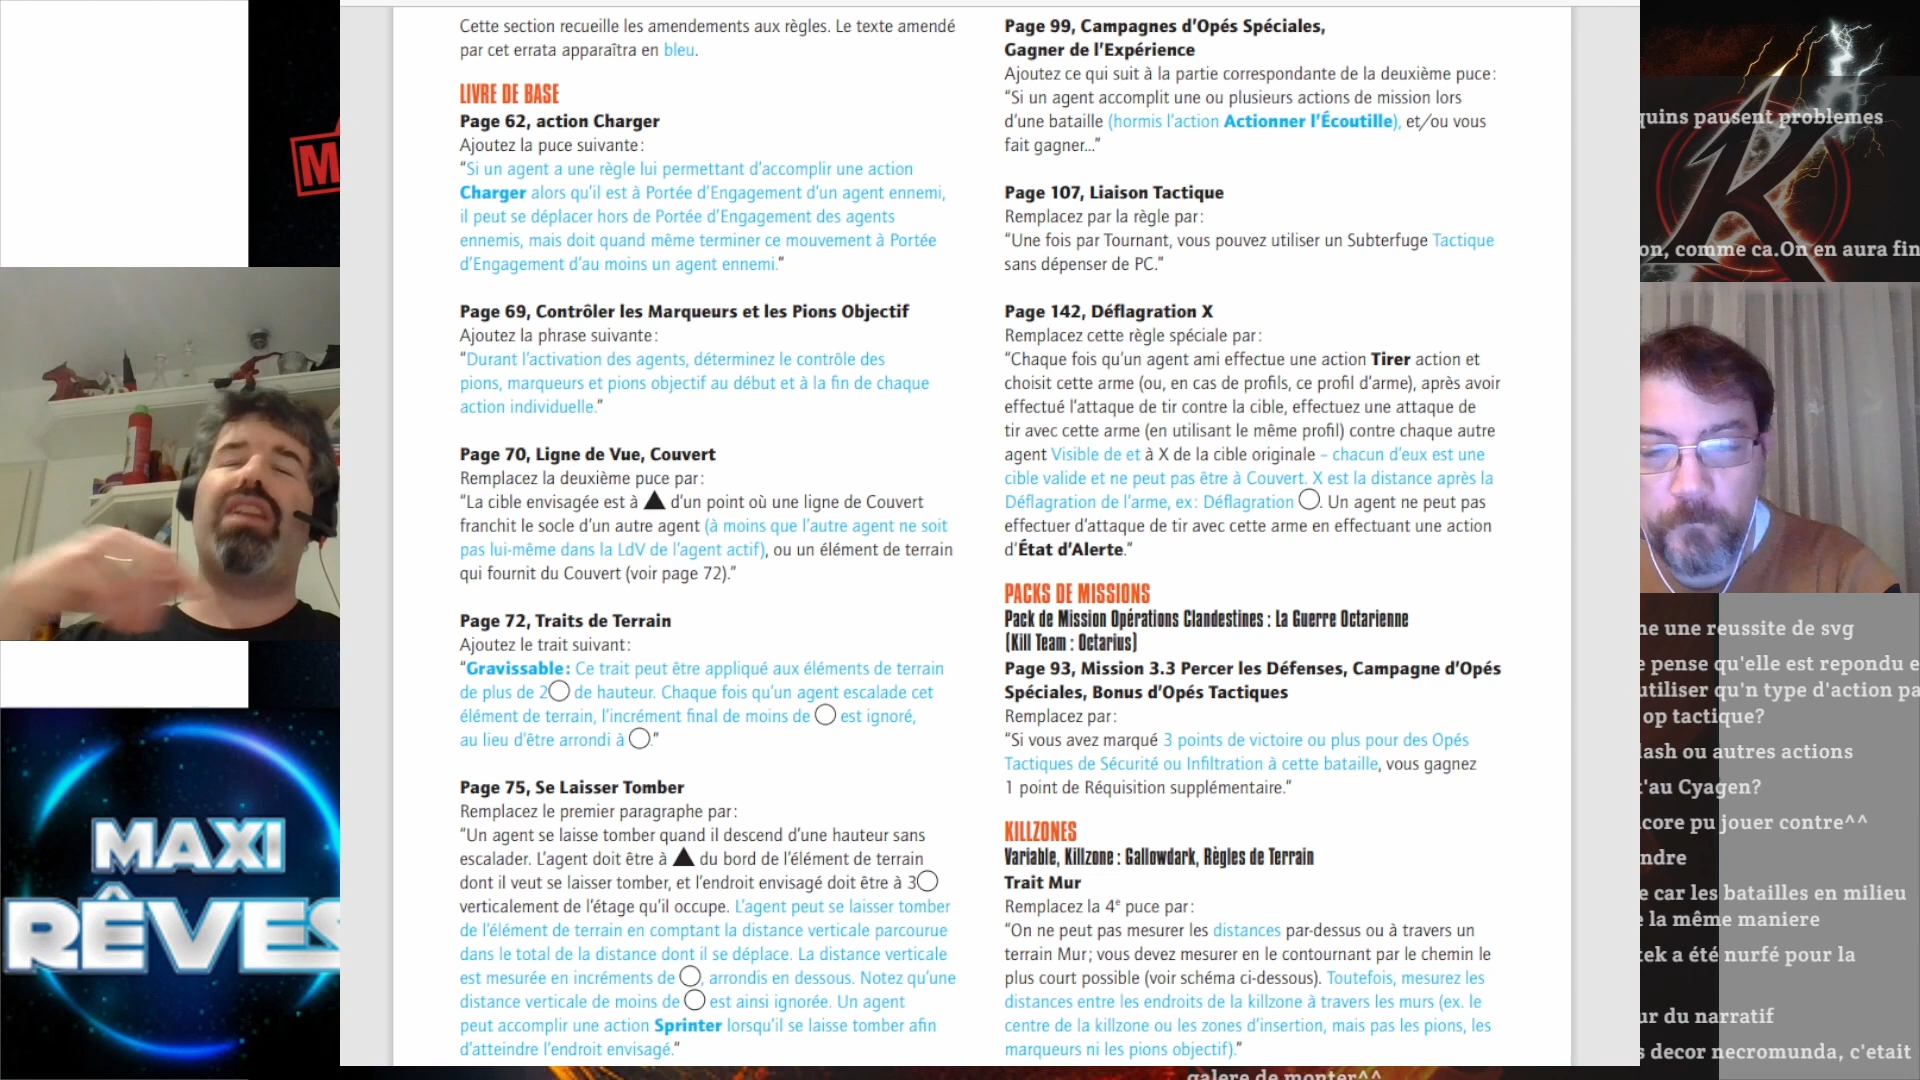 Cette section recueille les amendements aux règles. Le texte amendé
par cet errata apparaîtra en bleu.
LIVRE DE BASE
Page 62, action Charger
Ajoutez la puce suivante:
“Si un agent a une règle lui permettant d’accomplir une action
Charger alors qu’il est à Portée d’Engagement d’un agent ennemi,
il peut se déplacer hors de Portée d’Engagement des agents
ennemis, mais doit quand même terminer ce mouvement à Portée
d’Engagement d’au moins un agent ennemi.”
Page 69, Contrôler les Marqueurs et les Pions Objectif
Ajoutez la phrase suivante:
“Durant l’activation des agents, déterminez le contrôle des
pions, marqueurs et pions objectif au début et à la fin de chaque
action individuelle.”
Page 70, Ligne de Vue, Couvert
Remplacez la deuxième puce par:
“La cible envisagée est à ▲ d’un point où une ligne de Couvert
franchit le socle d’un autre agent (à moins que l’autre agent ne soit
pas lui-même dans la LdV de l’agent actif), ou un élément de terrain
qui fournit du Couvert (voir page 72).”
Page 72, Traits de Terrain
Ajoutez le trait suivant:
“Gravissable: Ce trait peut être appliqué aux éléments de terrain
de plus de 2◯ de hauteur. Chaque fois qu’un agent escalade cet
élément de terrain, l’incrément final de moins de ◯ est ignoré,
au lieu d’être arrondi à ◯.”
Page 75, Se Laisser Tomber
Remplacez le premier paragraphe par:
“Un agent se laisse tomber quand il descend d’une hauteur sans
escalader. L’agent doit être à ▲ du bord de l’élément de terrain
dont il veut se laisser tomber, et l’endroit envisagé doit être à 3◯
verticalement de l’étage qu’il occupe. L’agent peut se laisser tomber
de l’élément de terrain en comptant la distance verticale parcourue
dans le total de la distance dont il se déplace. La distance verticale
est mesurée en incréments de ◯, arrondis en dessous. Notez qu’une
distance verticale de moins de ◯ est ainsi ignorée. Un agent
peut accomplir une action Sprinter lorsqu’il se laisse tomber afin
d’atteindre l’endroit envisagé.”
Page 99, Campagnes d’Opés Spéciales,
Gagner de l’Expérience
Ajoutez ce qui suit à la partie correspondante de la deuxième puce:
“Si un agent accomplit une ou plusieurs actions de mission lors
d’une bataille (hormis l’action Actionner l’Écoutille), et/ou vous
fait gagner...”
Page 107, Liaison Tactique
Remplacez par la règle par:
“Une fois par Tournant, vous pouvez utiliser un Subterfuge Tactique
sans dépenser de PC.”
Page 142, Déflagration X
Remplacez cette règle spéciale par:
“Chaque fois qu’un agent ami effectue une action Tirer action et
choisit cette arme (ou, en cas de profils, ce profil d’arme), après avoir
effectué l’attaque de tir contre la cible, effectuez une attaque de
tir avec cette arme (en utilisant le même profil) contre chaque autre
agent Visible de et à X de la cible originale – chacun d’eux est une
cible valide et ne peut pas être à Couvert. X est la distance après la
Déflagration de l’arme, ex: Déflagration ◯. Un agent ne peut pas
effectuer d’attaque de tir avec cette arme en effectuant une action
d’État d’Alerte.”
PACKS DE MISSIONS
Pack de Mission Opérations Clandestines : La Guerre Octarienne
(Kill Team : Octarius)
Page 93, Mission 3.3 Percer les Défenses, Campagne d’Opés
Spéciales, Bonus d’Opés Tactiques
Remplacez par:
“Si vous avez marqué 3 points de victoire ou plus pour des Opés
Tactiques de Sécurité ou Infiltration à cette bataille, vous gagnez
1 point de Réquisition supplémentaire.”
KILLZONES
Variable, Killzone : Gallowdark, Règles de Terrain
Trait Mur
Remplacez la 4e puce par:
“On ne peut pas mesurer les distances par-dessus ou à travers un
terrain Mur; vous devez mesurer en le contournant par le chemin le
plus court possible (voir schéma ci-dessous). Toutefois, mesurez les
distances entre les endroits de la killzone à travers les murs (ex. le
centre de la killzone ou les zones d’insertion, mais pas les pions, les
marqueurs ni les pions objectif).”
M
MAXI
RÊVES
quins pausent problemes
on, comme ca.On en aura fin
ne une reussite de svg
e pense qu'elle est repondu e
utiliser qu'n type d'action pa
op tactique?
lash ou autres actions
t'au Cyagen?
core pu jouer contre^^
ndre
e car les batailles en milieu
e la même maniere
tek a été nurfé pour la
ur du narratif
s decor necromunda, c'etait
galere de monter^^